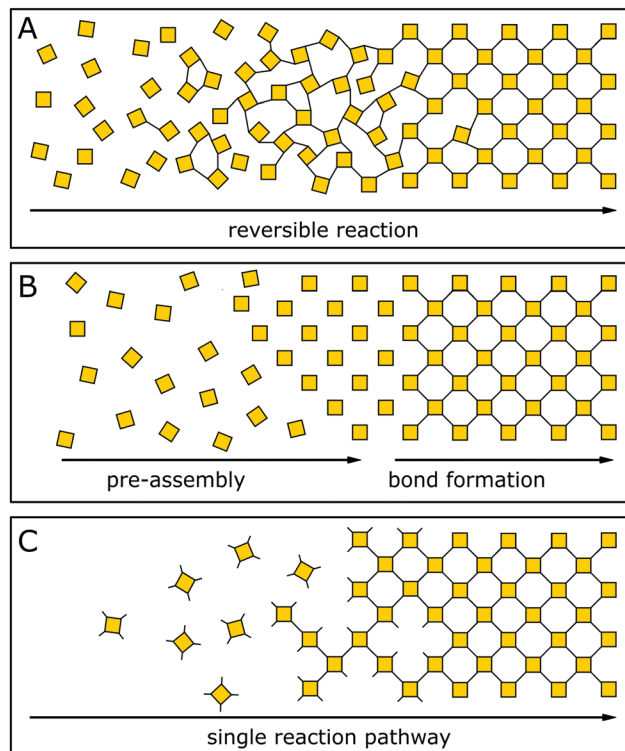 A
reversible reaction
B
pre-assembly
bond formation
C
single reaction pathway